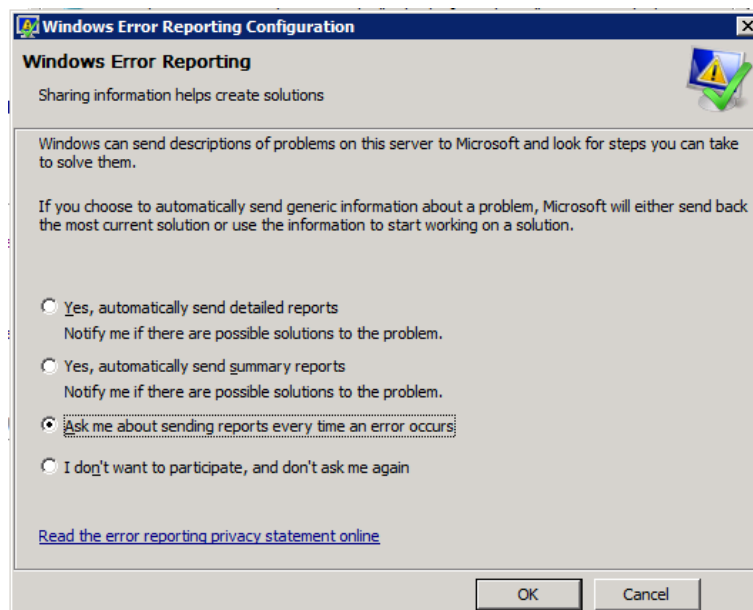 Windows Error Reporting Configuration
Windows Error Reporting
Sharing information helps create solutions
Windows can send descriptions of problems on this server to Microsoft and look for steps you can take
to solve them.
If you choose to automatically send generic information about a problem, Microsoft will either send back
the most current solution or use the information to start working on a solution.
Yes, automatically send detailed reports
Notify me if there are possible solutions to the problem.
Yes, automatically send summary reports
Notify me if there are possible solutions to the problem.
Ask me about sending reports every time an error occurs
I don't want to participate, and don't ask me again
Read the error reporting privacy statement online
OK
Cancel